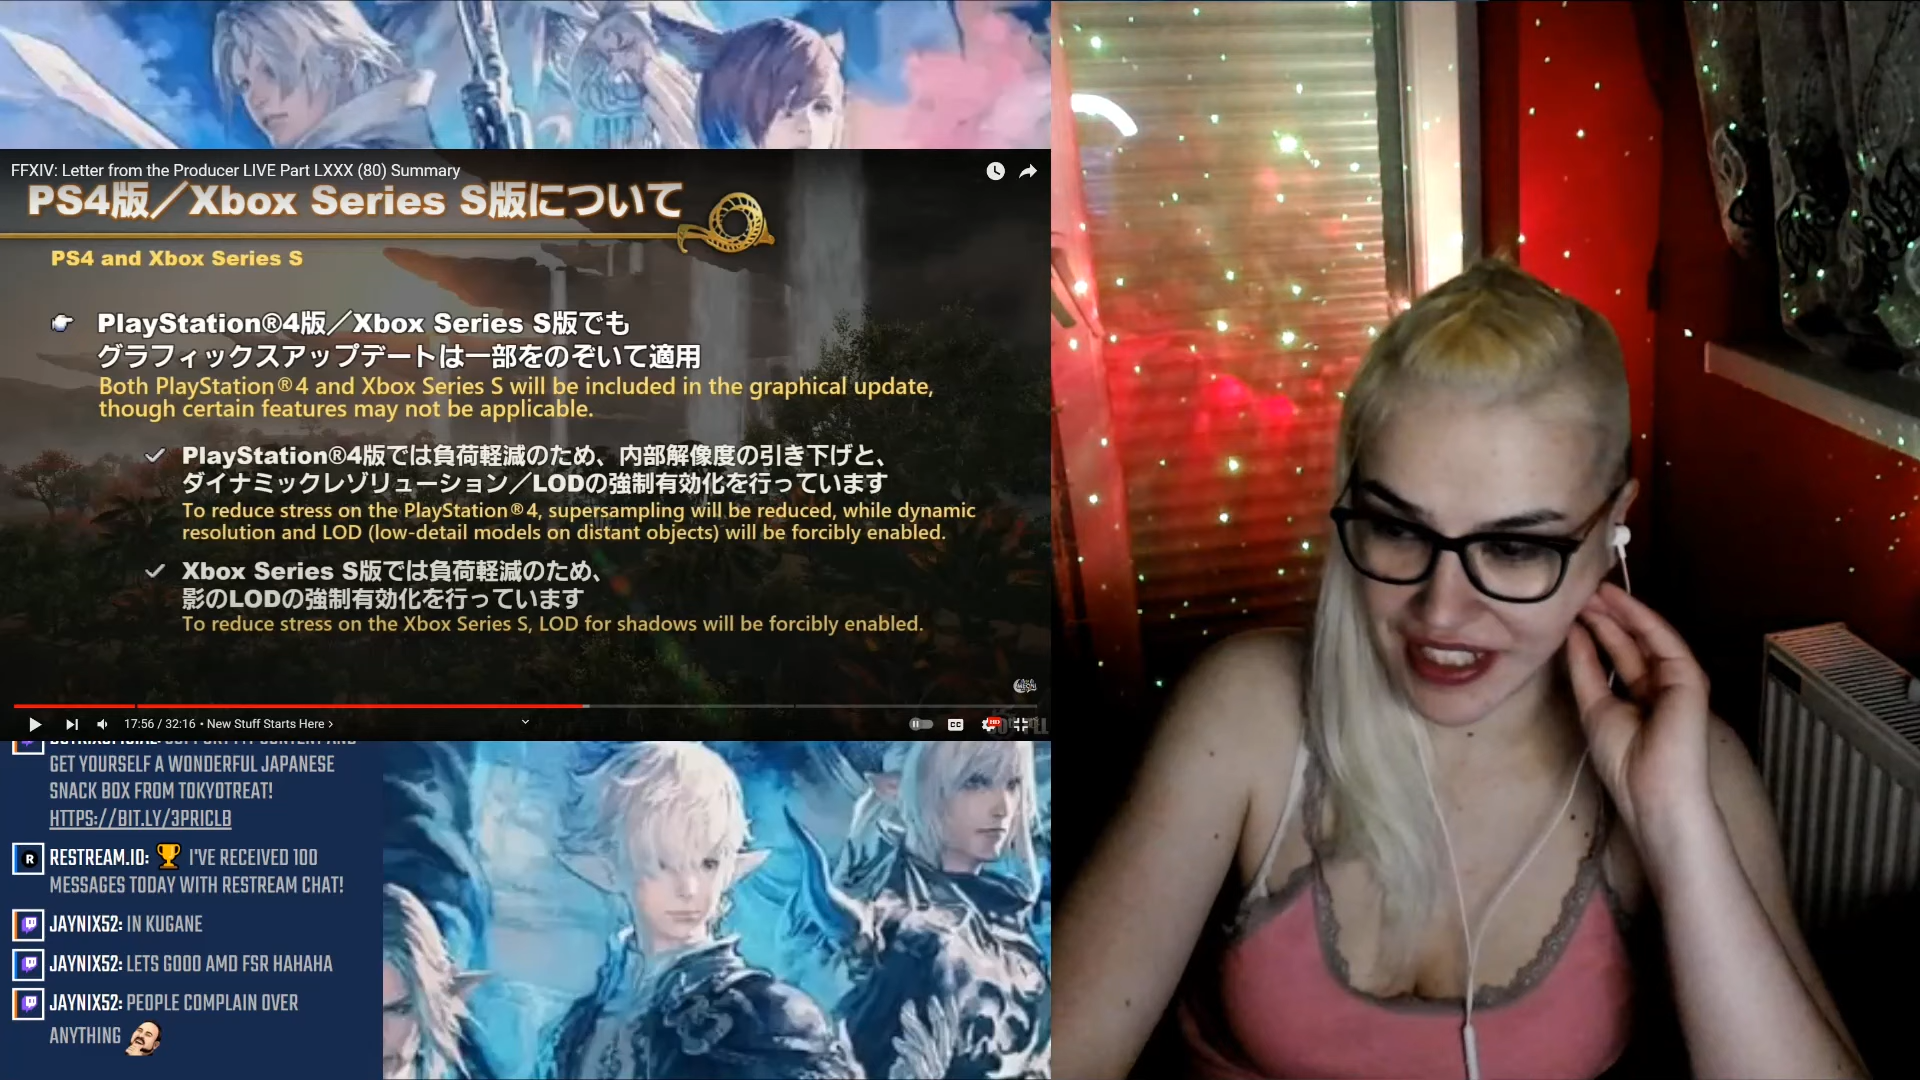 FFXIV: Letter from the Producer LIVE Part LXXX (80) Summary
PS4版／Xbox Series S版について
PS4 and Xbox Series S
PlayStation®4版／Xbox Series S版でも
グラフィックスアップデートは一部をのぞいて適用
Both PlayStation®4 and Xbox Series S will be included in the graphical update,
though certain features may not be applicable.
PlayStation®4版では負荷軽減のため、内部解像度の引き下げと、
ダイナミックレゾリューション／LODの強制有効化を行っています
To reduce stress on the PlayStation®4, supersampling will be reduced, while dynamic
resolution and LOD (low-detail models on distant objects) will be forcibly enabled.
Xbox Series S版では負荷軽減のため、
影のLODの強制有効化を行っています
To reduce stress on the Xbox Series S, LOD for shadows will be forcibly enabled.
17:56 / 32:16 • New Stuff Starts Here ›
CC
HD
GET YOURSELF A WONDERFUL JAPANESE
SNACK BOX FROM TOKYOTREAT!
HTTPS://BIT.LY/3PRICLB
R RESTREAM.IO: 🏆 I'VE RECEIVED 100
MESSAGES TODAY WITH RESTREAM CHAT!
JAYNIX52: IN KUGANE
JAYNIX52: LETS GOOO AMD FSR HAHAHA
JAYNIX52: PEOPLE COMPLAIN OVER
ANYTHING